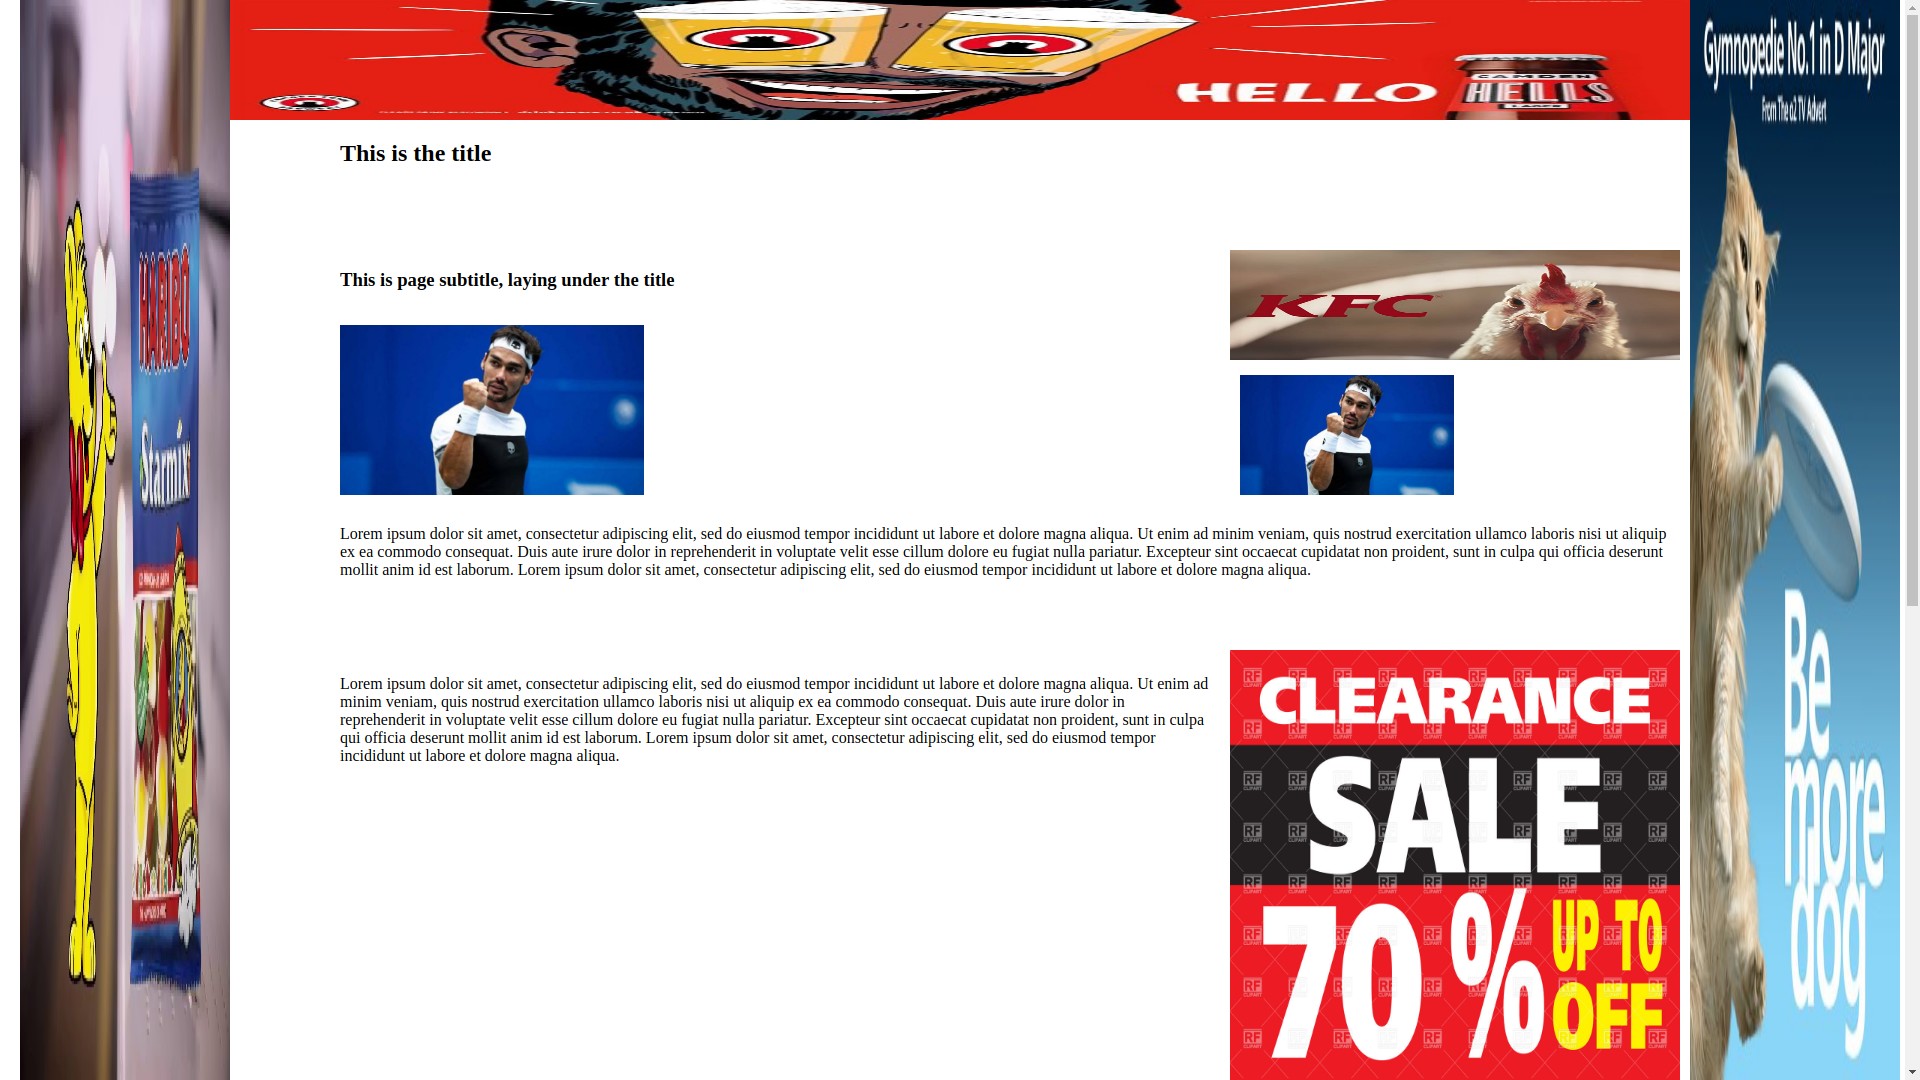 HELLO
CAMDEN
HELLS
LAGER
Gymnopedie No.1 in D Major
From The o2 TV Advert
This is the title
HARIBO
Starmix
This is page subtitle, laying under the title
KFC
Lorem ipsum dolor sit amet, consectetur adipiscing elit, sed do eiusmod tempor incididunt ut labore et dolore magna aliqua. Ut enim ad minim veniam, quis nostrud exercitation ullamco laboris nisi ut aliquip
ex ea commodo consequat. Duis aute irure dolor in reprehenderit in voluptate velit esse cillum dolore eu fugiat nulla pariatur. Excepteur sint occaecat cupidatat non proident, sunt in culpa qui officia deserunt
mollit anim id est laborum. Lorem ipsum dolor sit amet, consectetur adipiscing elit, sed do eiusmod tempor incididunt ut labore et dolore magna aliqua.
Lorem ipsum dolor sit amet, consectetur adipiscing elit, sed do eiusmod tempor incididunt ut labore et dolore magna aliqua. Ut enim ad
minim veniam, quis nostrud exercitation ullamco laboris nisi ut aliquip ex ea commodo consequat. Duis aute irure dolor in
reprehenderit in voluptate velit esse cillum dolore eu fugiat nulla pariatur. Excepteur sint occaecat cupidatat non proident, sunt in culpa
qui officia deserunt mollit anim id est laborum. Lorem ipsum dolor sit amet, consectetur adipiscing elit, sed do eiusmod tempor
incididunt ut labore et dolore magna aliqua.
CLEARANCE
SALE
70% UP TO
OFF
Be
more
dog